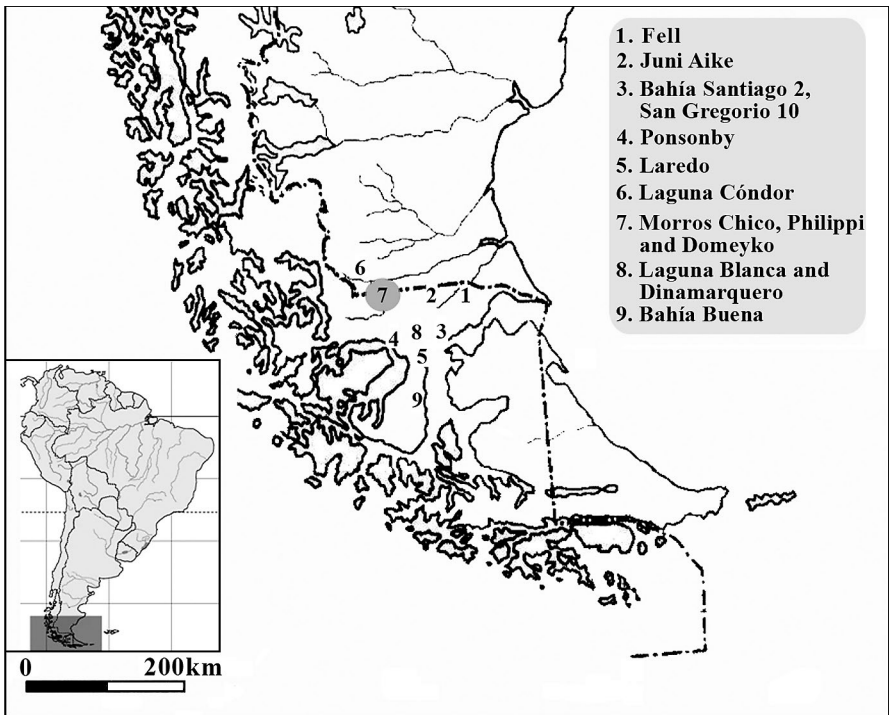 1. Fell
2. Juni Aike
3. Bahía Santiago 2,
San Gregorio 10
4. Ponsonby
5. Laredo
6. Laguna Cóndor
7. Morros Chico, Philippi
and Domeyko
8. Laguna Blanca and
Dinamarquero
9. Bahía Buena
6
7
2
1
4
8
3
5
9
0
200km